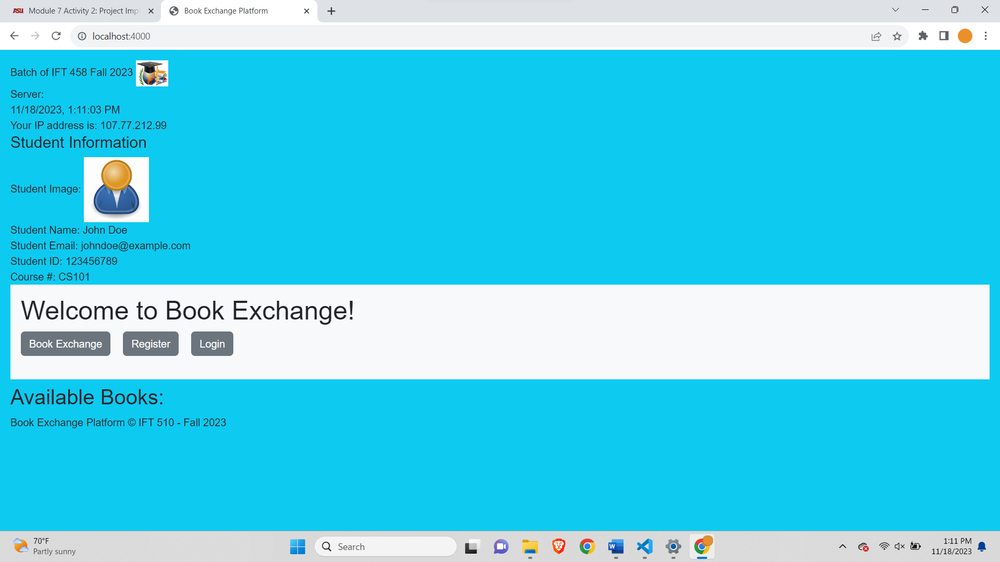 ASU Module 7 Activity 2: Project Imp
Book Exchange Platform
localhost:4000
Batch of IFT 458 Fall 2023
Server:
11/18/2023, 1:11:03 PM
Your IP address is: 107.77.212.99
Student Information
Student Image:
Student Name: John Doe
Student Email: johndoe@example.com
Student ID: 123456789
Course #: CS101
Welcome to Book Exchange!
Book Exchange Register Login
Available Books:
Book Exchange Platform © IFT 510 - Fall 2023
70°F
Partly sunny
Search
W
1:11 PM
11/18/2023